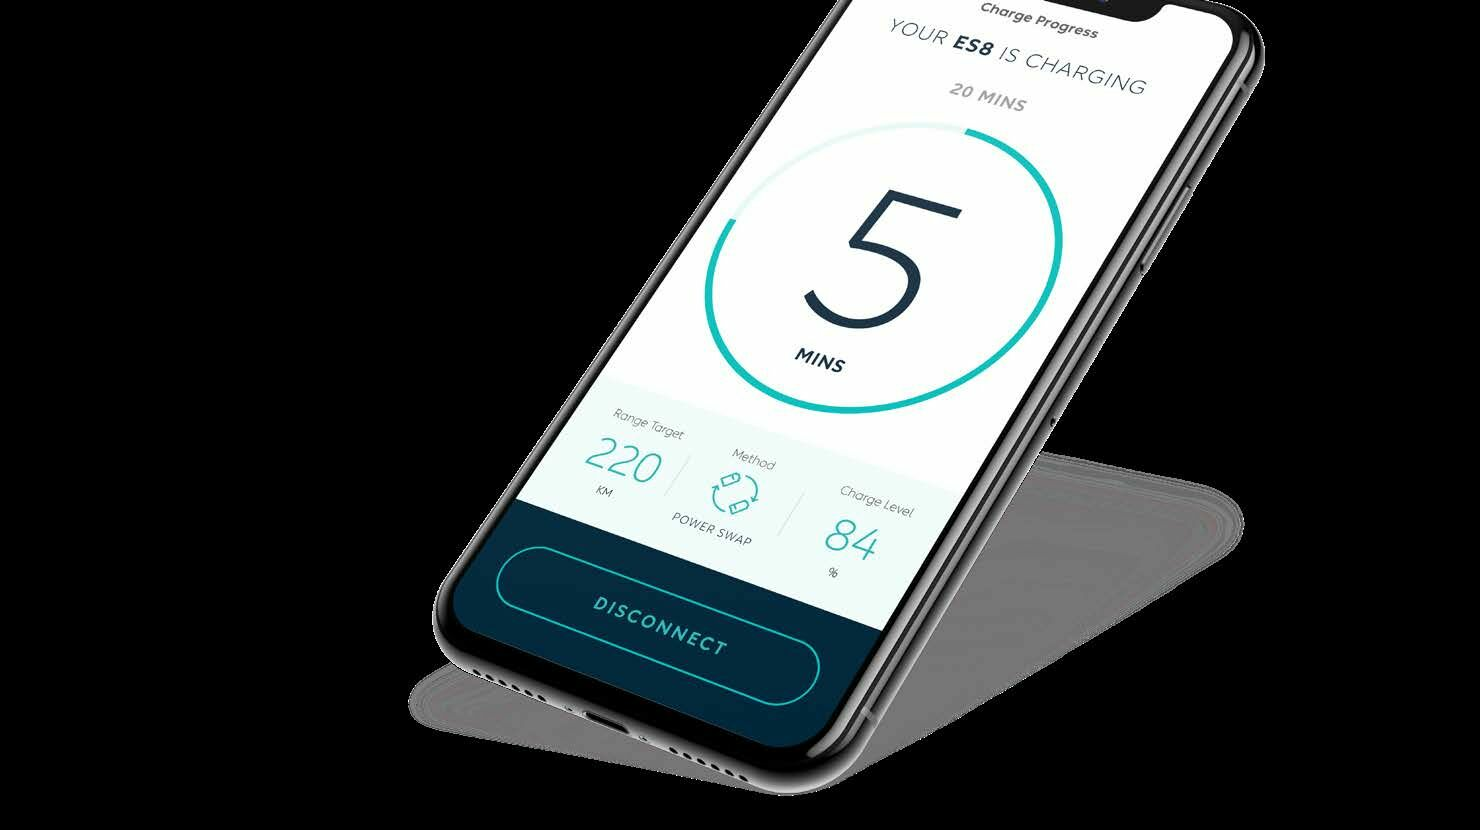 Charge Progress
YOUR ES8 IS CHARGING
20 MINS
5
MINS
Range Target
220
KM
Method
POWER SWAP
Charge Level
84
%
DISCONNECT